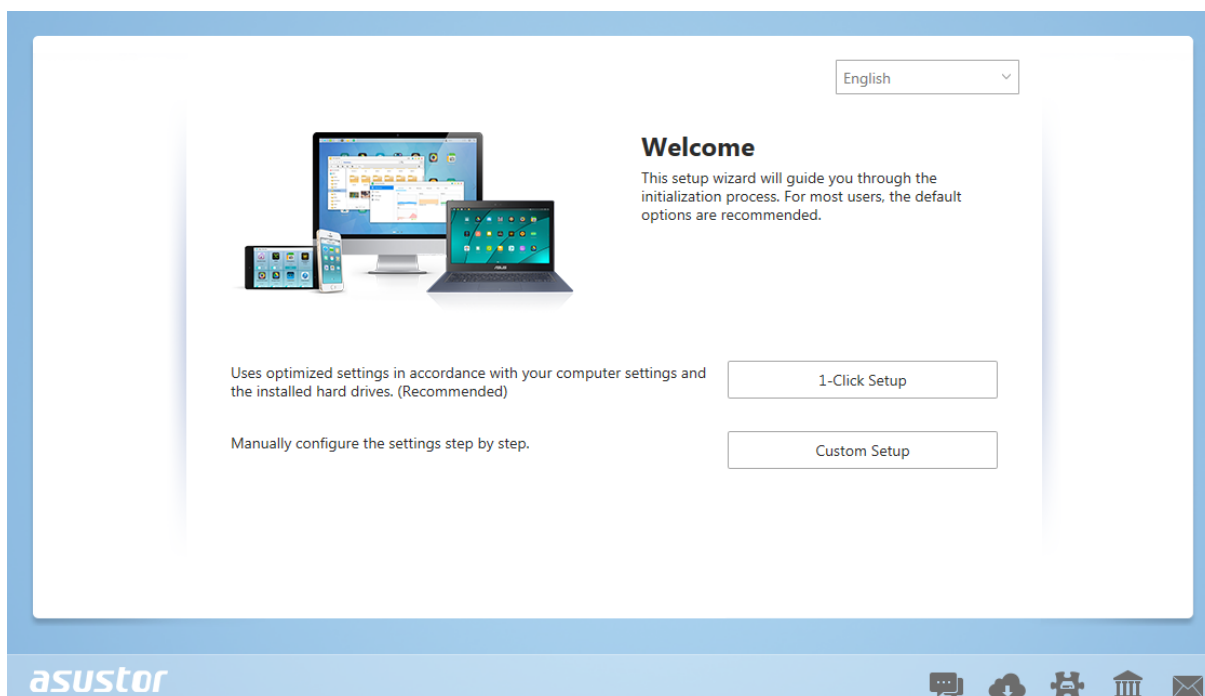 English
Welcome
This setup wizard will guide you through the
initialization process. For most users, the default
options are recommended.
Uses optimized settings in accordance with your computer settings and
the installed hard drives. (Recommended)
1-Click Setup
Manually configure the settings step by step.
Custom Setup
asustor